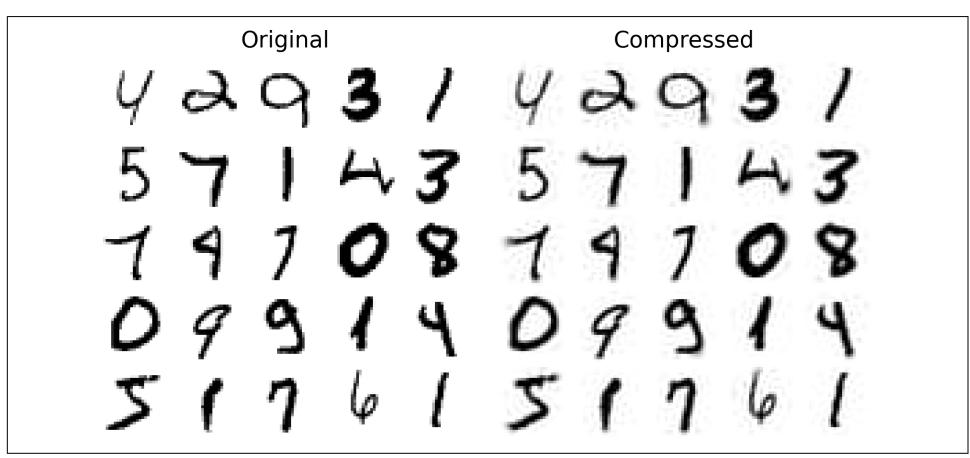 Original Compressed
4 2 9 3 1 4 2 9 3 1
5 7 1 4 3 5 7 1 4 3
7 9 7 0 8 7 9 7 0 8
0 9 9 1 4 0 9 9 1 4
5 1 7 6 1 5 1 7 6 1